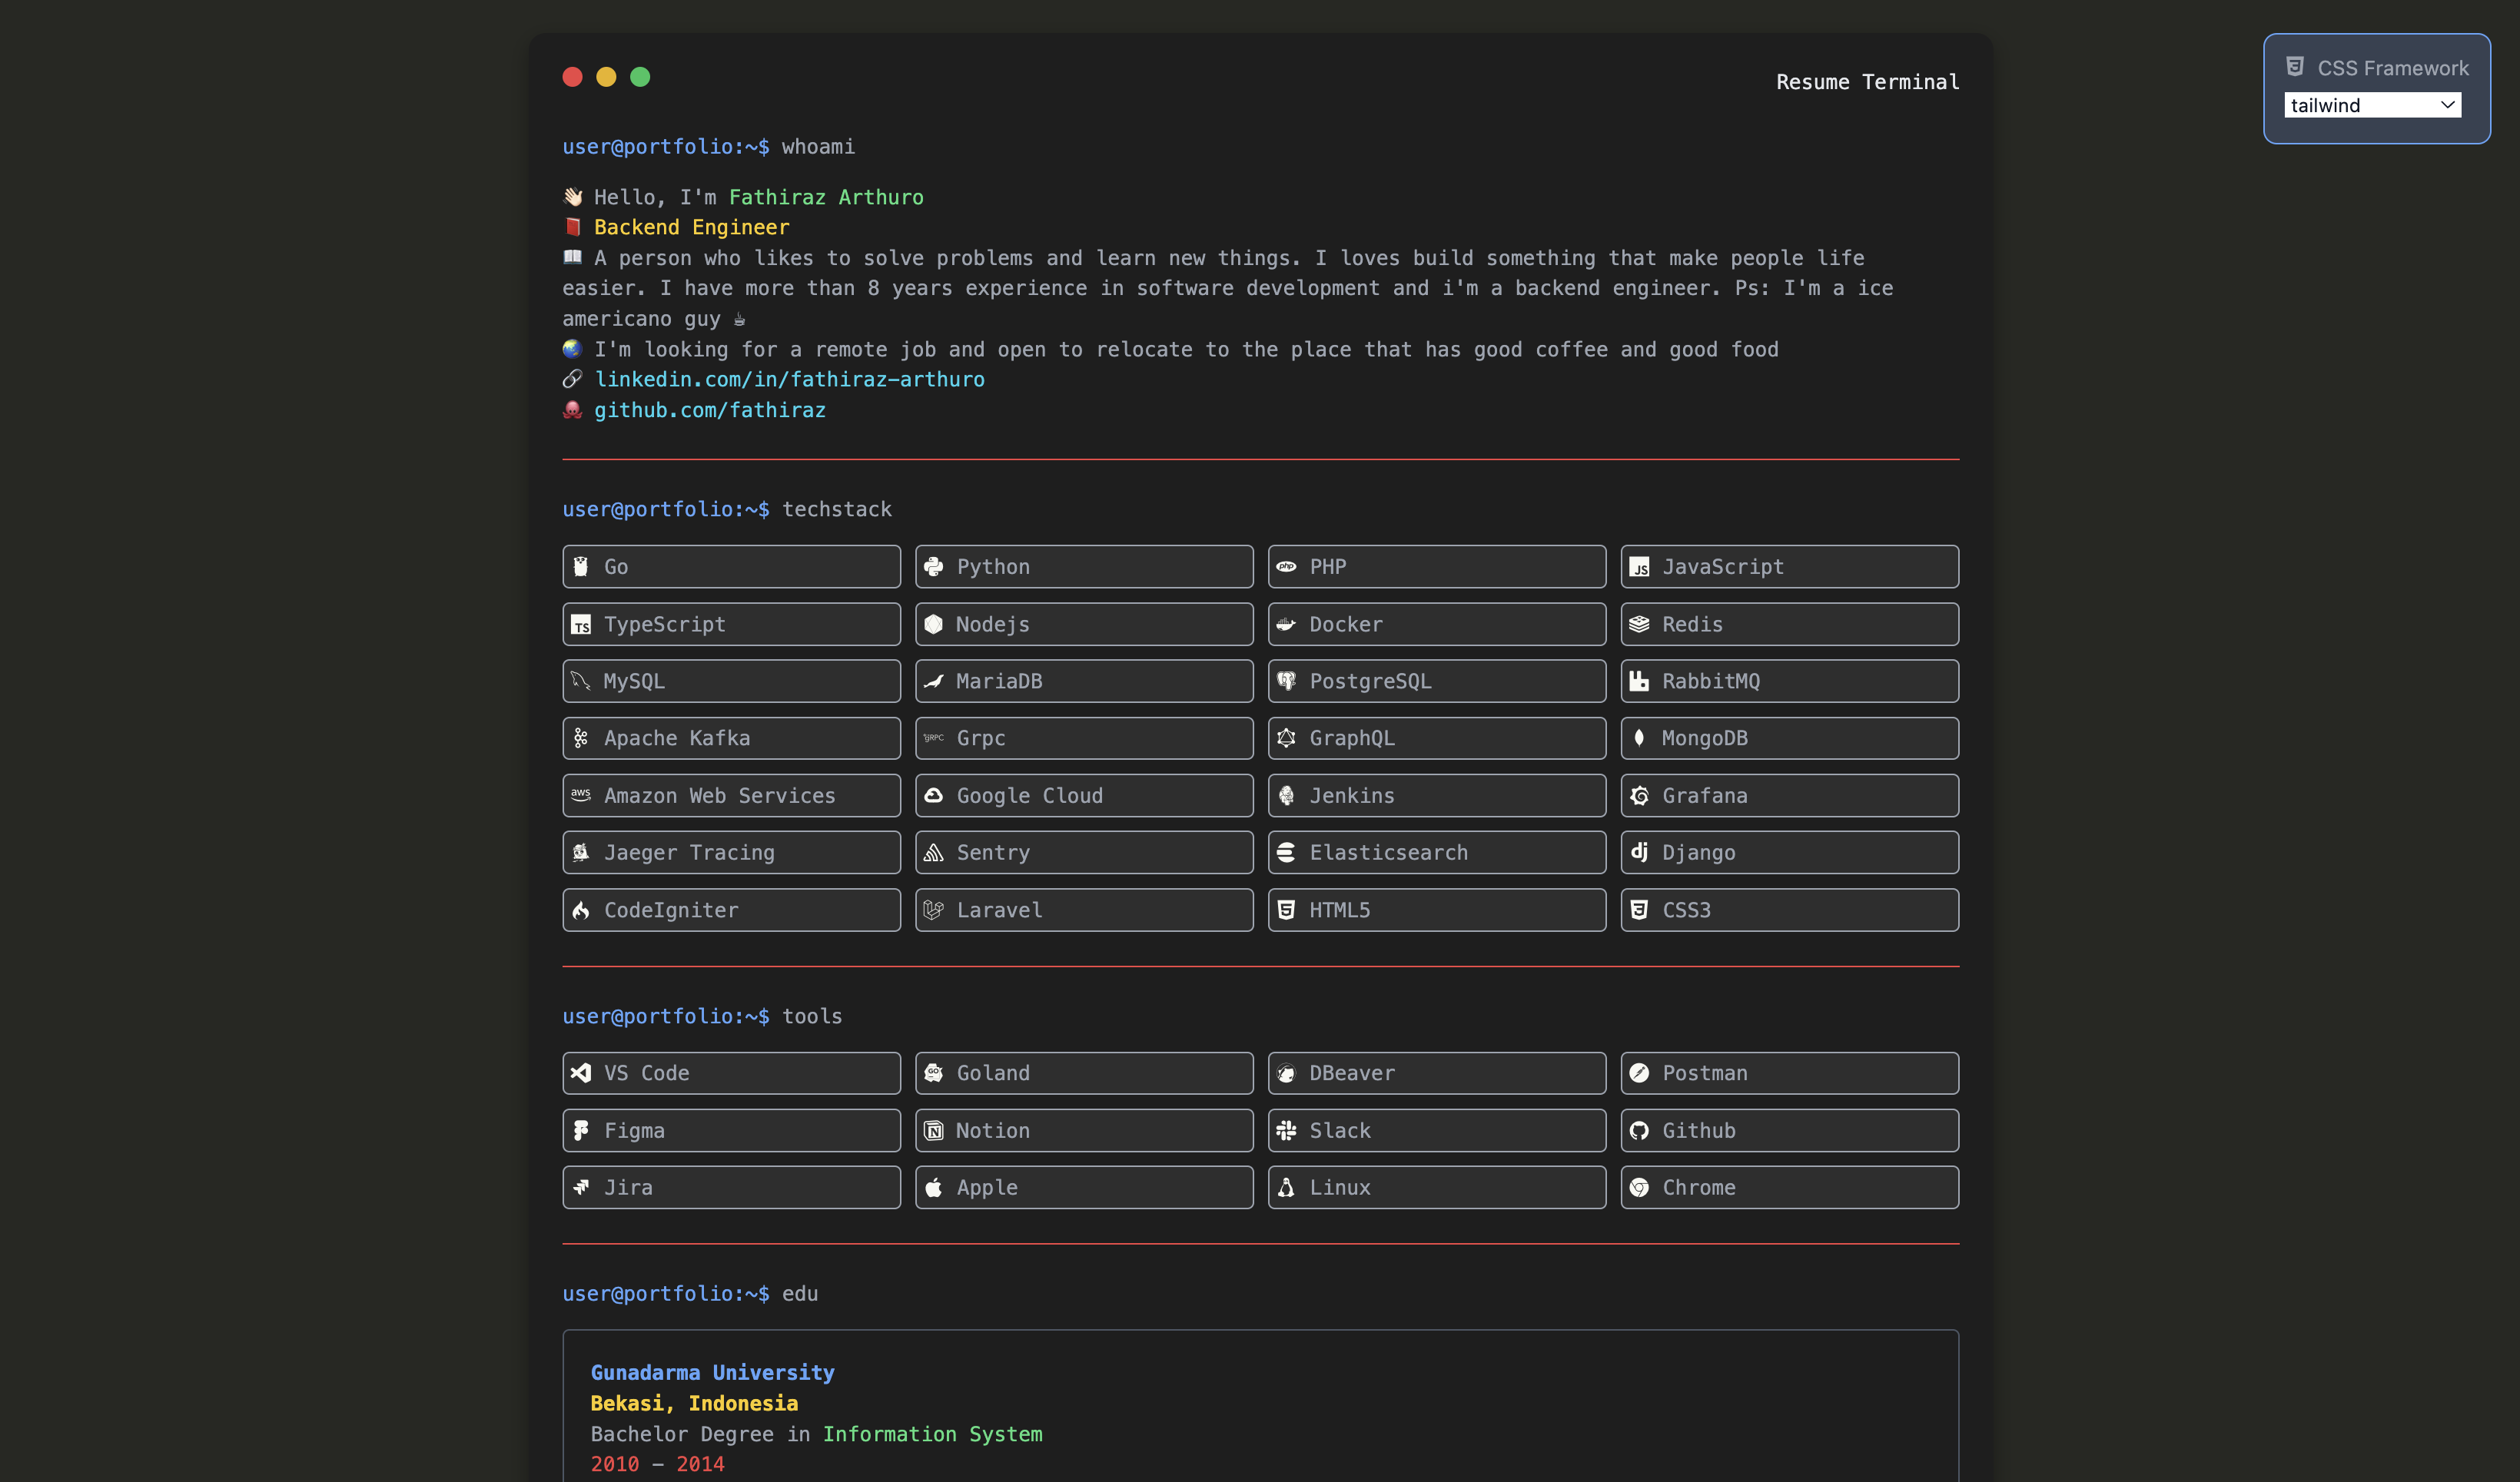 Resume Terminal
CSS Framework
tailwind
user@portfolio:~$ whoami
👋🏻 Hello, I'm Fathiraz Arthuro
📕 Backend Engineer
📖 A person who likes to solve problems and learn new things. I loves build something that make people life
easier. I have more than 8 years experience in software development and i'm a backend engineer. Ps: I'm a ice
americano guy ☕
🌏 I'm looking for a remote job and open to relocate to the place that has good coffee and good food
🔗 linkedin.com/in/fathiraz-arthuro
🐙 github.com/fathiraz
user@portfolio:~$ techstack
Go
Python
php PHP
JS JavaScript
TS TypeScript
Nodejs
Docker
Redis
MySQL
MariaDB
PostgreSQL
RabbitMQ
Apache Kafka
gRPC Grpc
GraphQL
MongoDB
aws Amazon Web Services
Google Cloud
Jenkins
Grafana
Jaeger Tracing
Sentry
Elasticsearch
dj Django
CodeIgniter
Laravel
HTML5
CSS3
user@portfolio:~$ tools
VS Code
GO Goland
DBeaver
Postman
Figma
N Notion
Slack
Github
Jira
Apple
Linux
Chrome
user@portfolio:~$ edu
Gunadarma University
Bekasi, Indonesia
Bachelor Degree in Information System
2010 – 2014